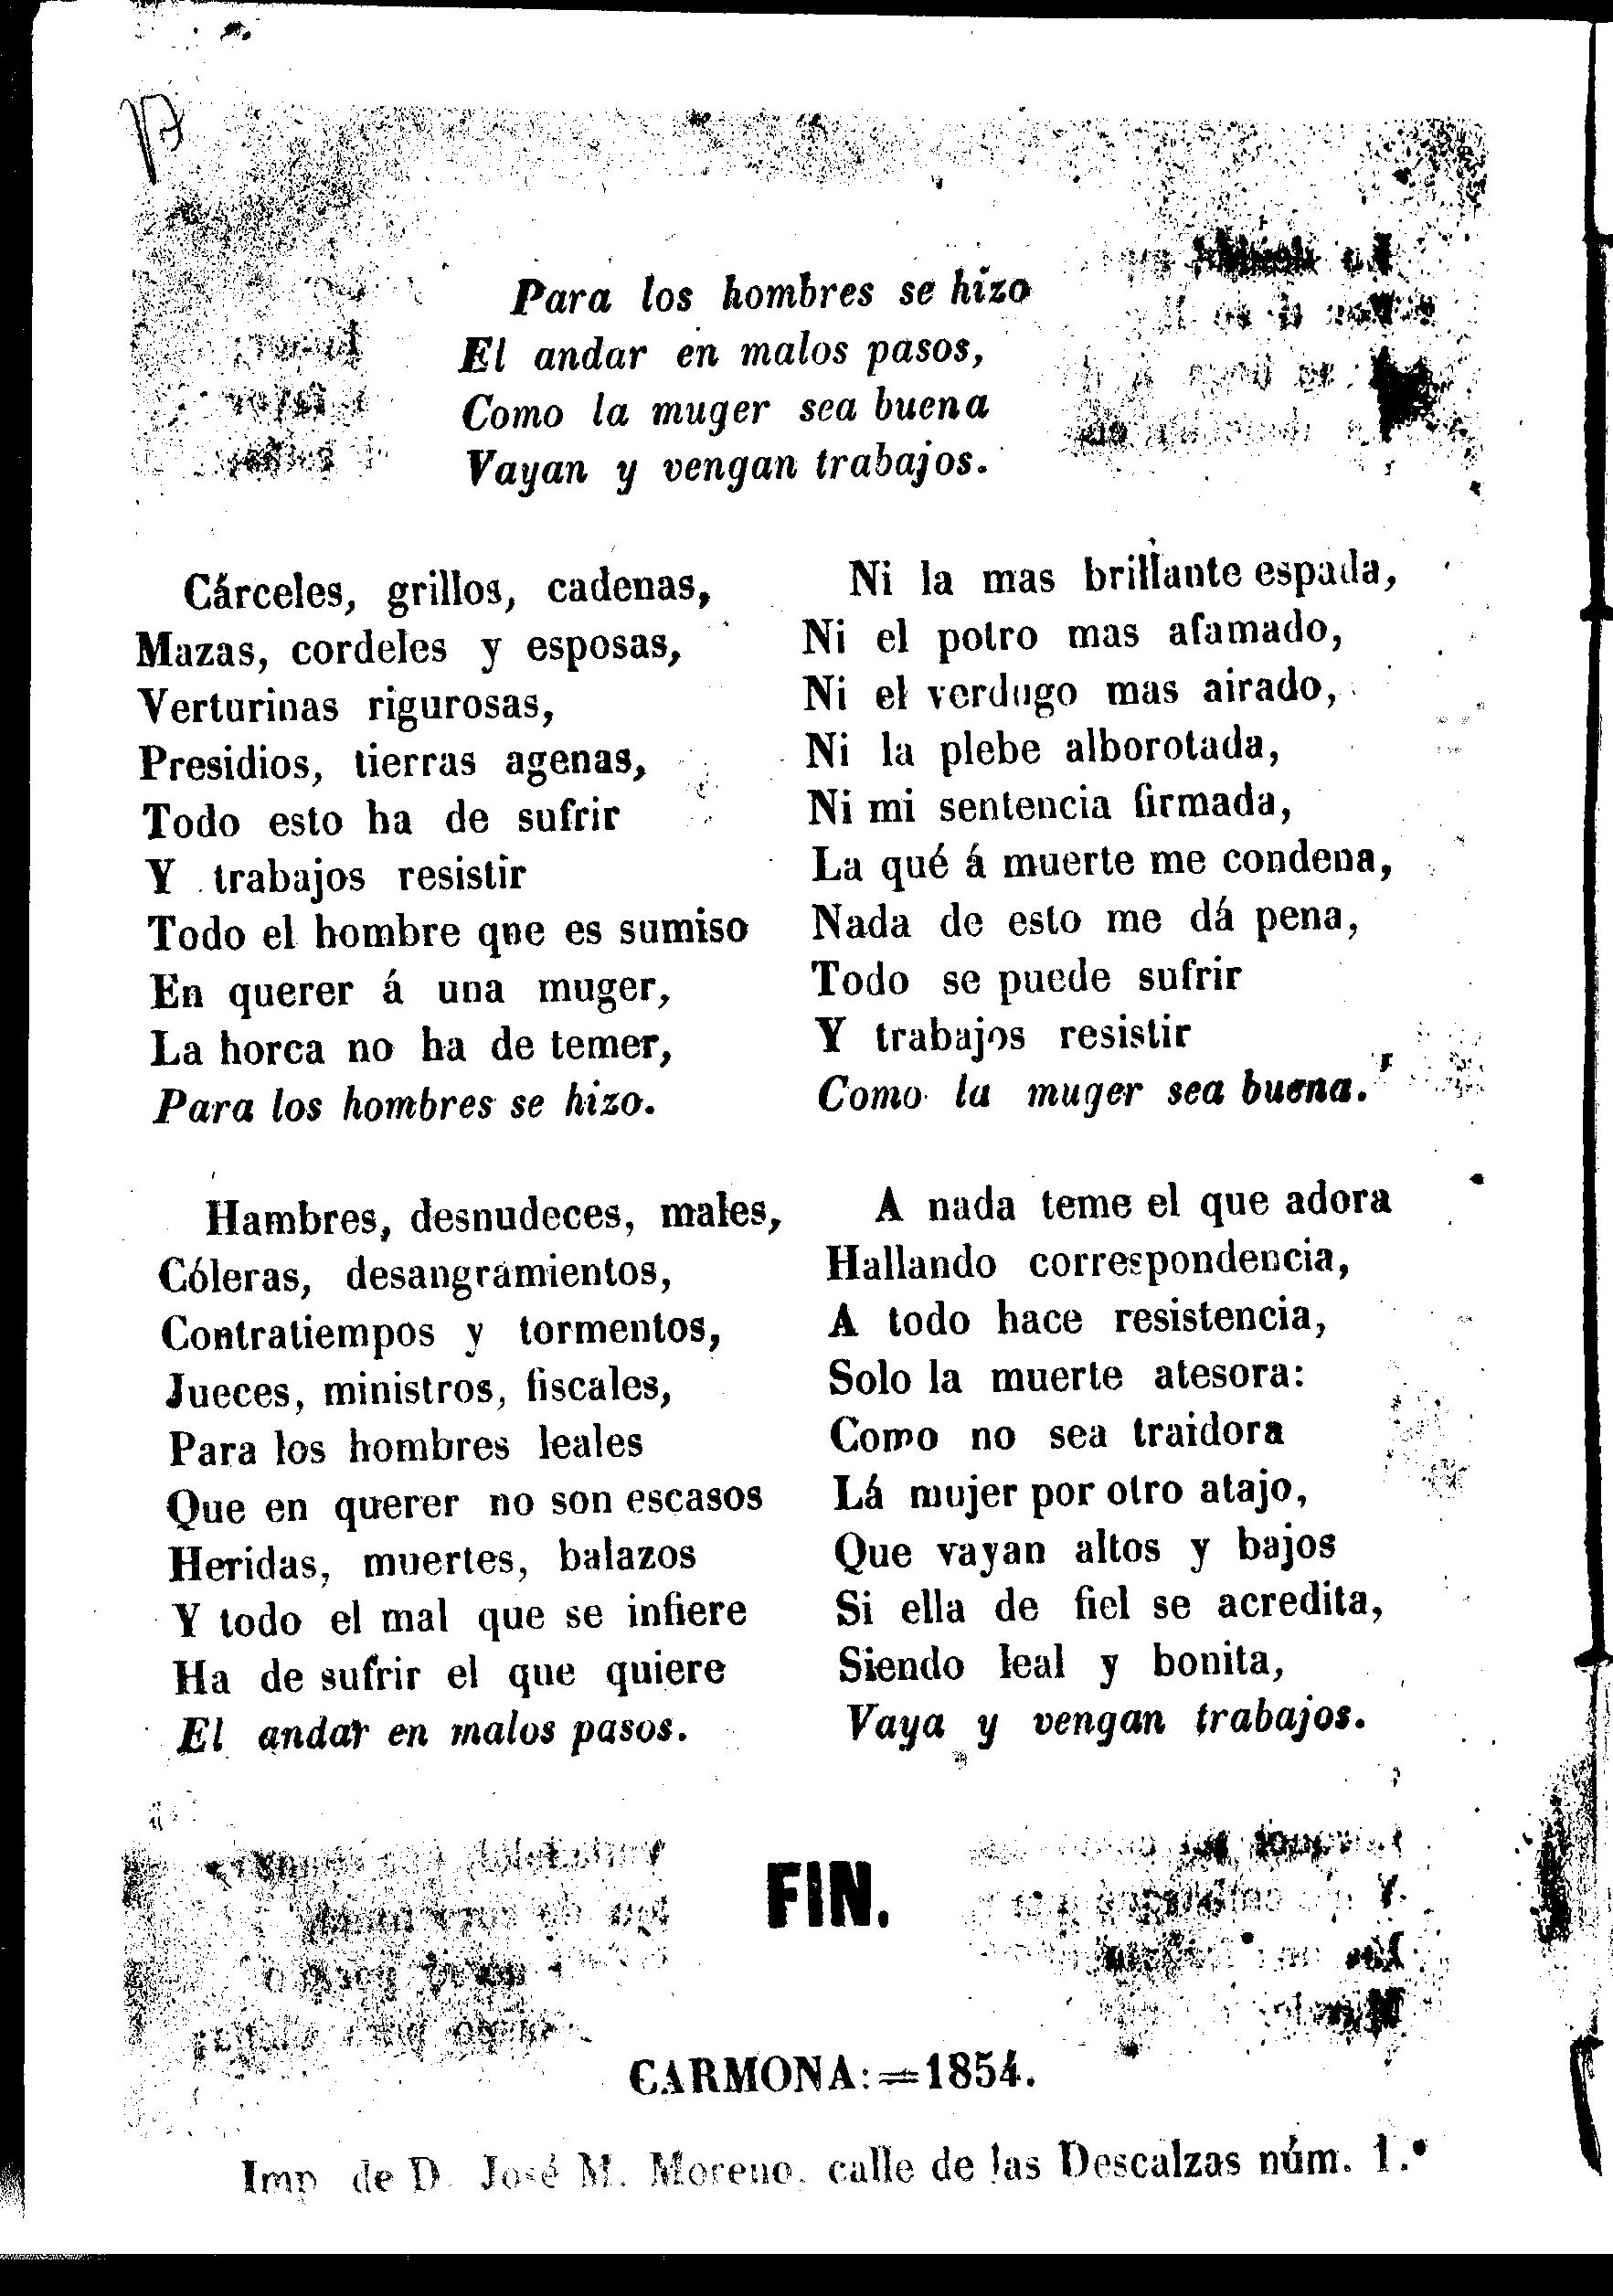 Para los hombres se hizo
El andar en malos pasos,
Como la muger sea buena
Vayan y vengan trabajos.
Cárceles, grillos, cadenas,
Mazas, cordeles y esposas,
Verturinas rigurosas,
Presidios, tierras agenas,
Todo esto ha de sufrir
Y trabajos resistir
Todo el hombre que es sumiso
En querer á una muger,
La horca no ha de temer,
Para los hombres se hizo.
Hambres, desnudeces, males,
Cóleras, desangramientos,
Contratiempos y tormentos,
Jueces, ministros, fiscales,
Para los hombres leales
Que en querer no son escasos
Heridas, muertes, balazos
Y todo el mal que se infiere
Ha de sufrir el que quiere
El andar en malos pasos.
Ni la mas brillante espada,
Ni el potro mas afamado,
Ni el verdugo mas airado,
Ni la plebe alborotada,
Ni mi sentencia firmada,
La qué á muerte me condena,
Nada de esto me dá pena,
Todo se puede sufrir
Y trabajos resistir
Como la muger sea buena.
A nada teme el que adora
Hallando correspondencia,
A todo hace resistencia,
Solo la muerte atesora:
Como no sea traidora
Lá mujer por otro atajo,
Que vayan altos y bajos
Si ella de fiel se acredita,
Siendo leal y bonita,
Vaya y vengan trabajos.
FIN.
CARMONA:=1854.
Imp de D. José M. Moreno, calle de las Descalzas núm. 1.º